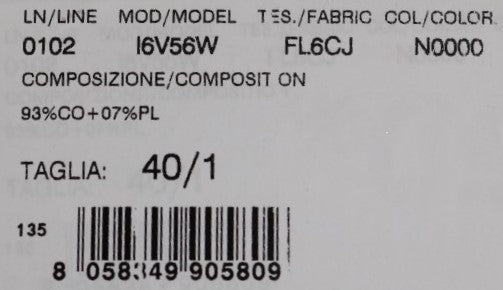 LN/LINE MOD/MODEL TES./FABRIC COL/COLOR.
0102 I6V56W FL6CJ N0000
COMPOSIZIONE/COMPOSIT ON
93%CO+07%PL
TAGLIA: 40/1
135
8 058349 905809